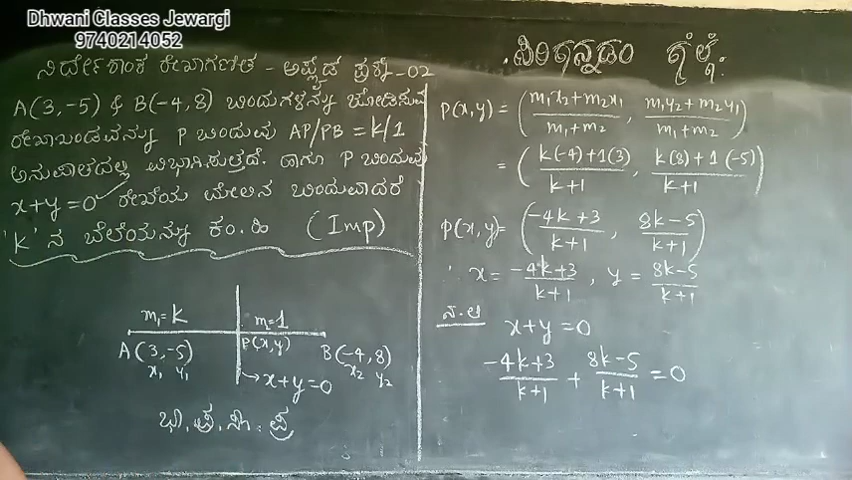 Dhwani Classes Jewargi
9740214052
ನಿರ್ದೇಶಾಂಕ ರೇಖಾಗಣಿತ - ಅಪ್ಲೈಡ್ ಪ್ರಶ್ನೆ-02
A(3,-5) & B(-4,8) ಬಿಂದುಗಳನ್ನು ಜೋಡಿಸುವ
ರೇಖಾಖಂಡವನ್ನು P ಬಿಂದುವು AP/PB = k/1
ಅನುಪಾತದಲ್ಲಿ ವಿಭಾಗಿಸುತ್ತದೆ. ಹಾಗೂ P ಬಿಂದುವು
x+y=0 ರೇಖೆಯ ಮೇಲಿನ ಬಿಂದುವಾದರೆ
'k' ನ ಬೆಲೆಯನ್ನು ಕಂ.ಹಿ (Imp)
m₁=k m=1
A(3,-5) P(x,y) B(-4,8)
x₁ y₁ x₂ y₂
→x+y=0
P(x,y) = ((m₁x₂+m₂x₁)/(m₁+m₂), (m₁y₂+m₂y₁)/(m₁+m₂))
= ((k(-4)+1(3))/(k+1), (k(8)+1(-5))/(k+1))
P(x,y)= ((-4k+3)/(k+1), (8k-5)/(k+1))
∴ x = (-4k+3)/(k+1), y = (8k-5)/(k+1)
x+y=0
(-4k+3)/(k+1) + (8k-5)/(k+1) = 0